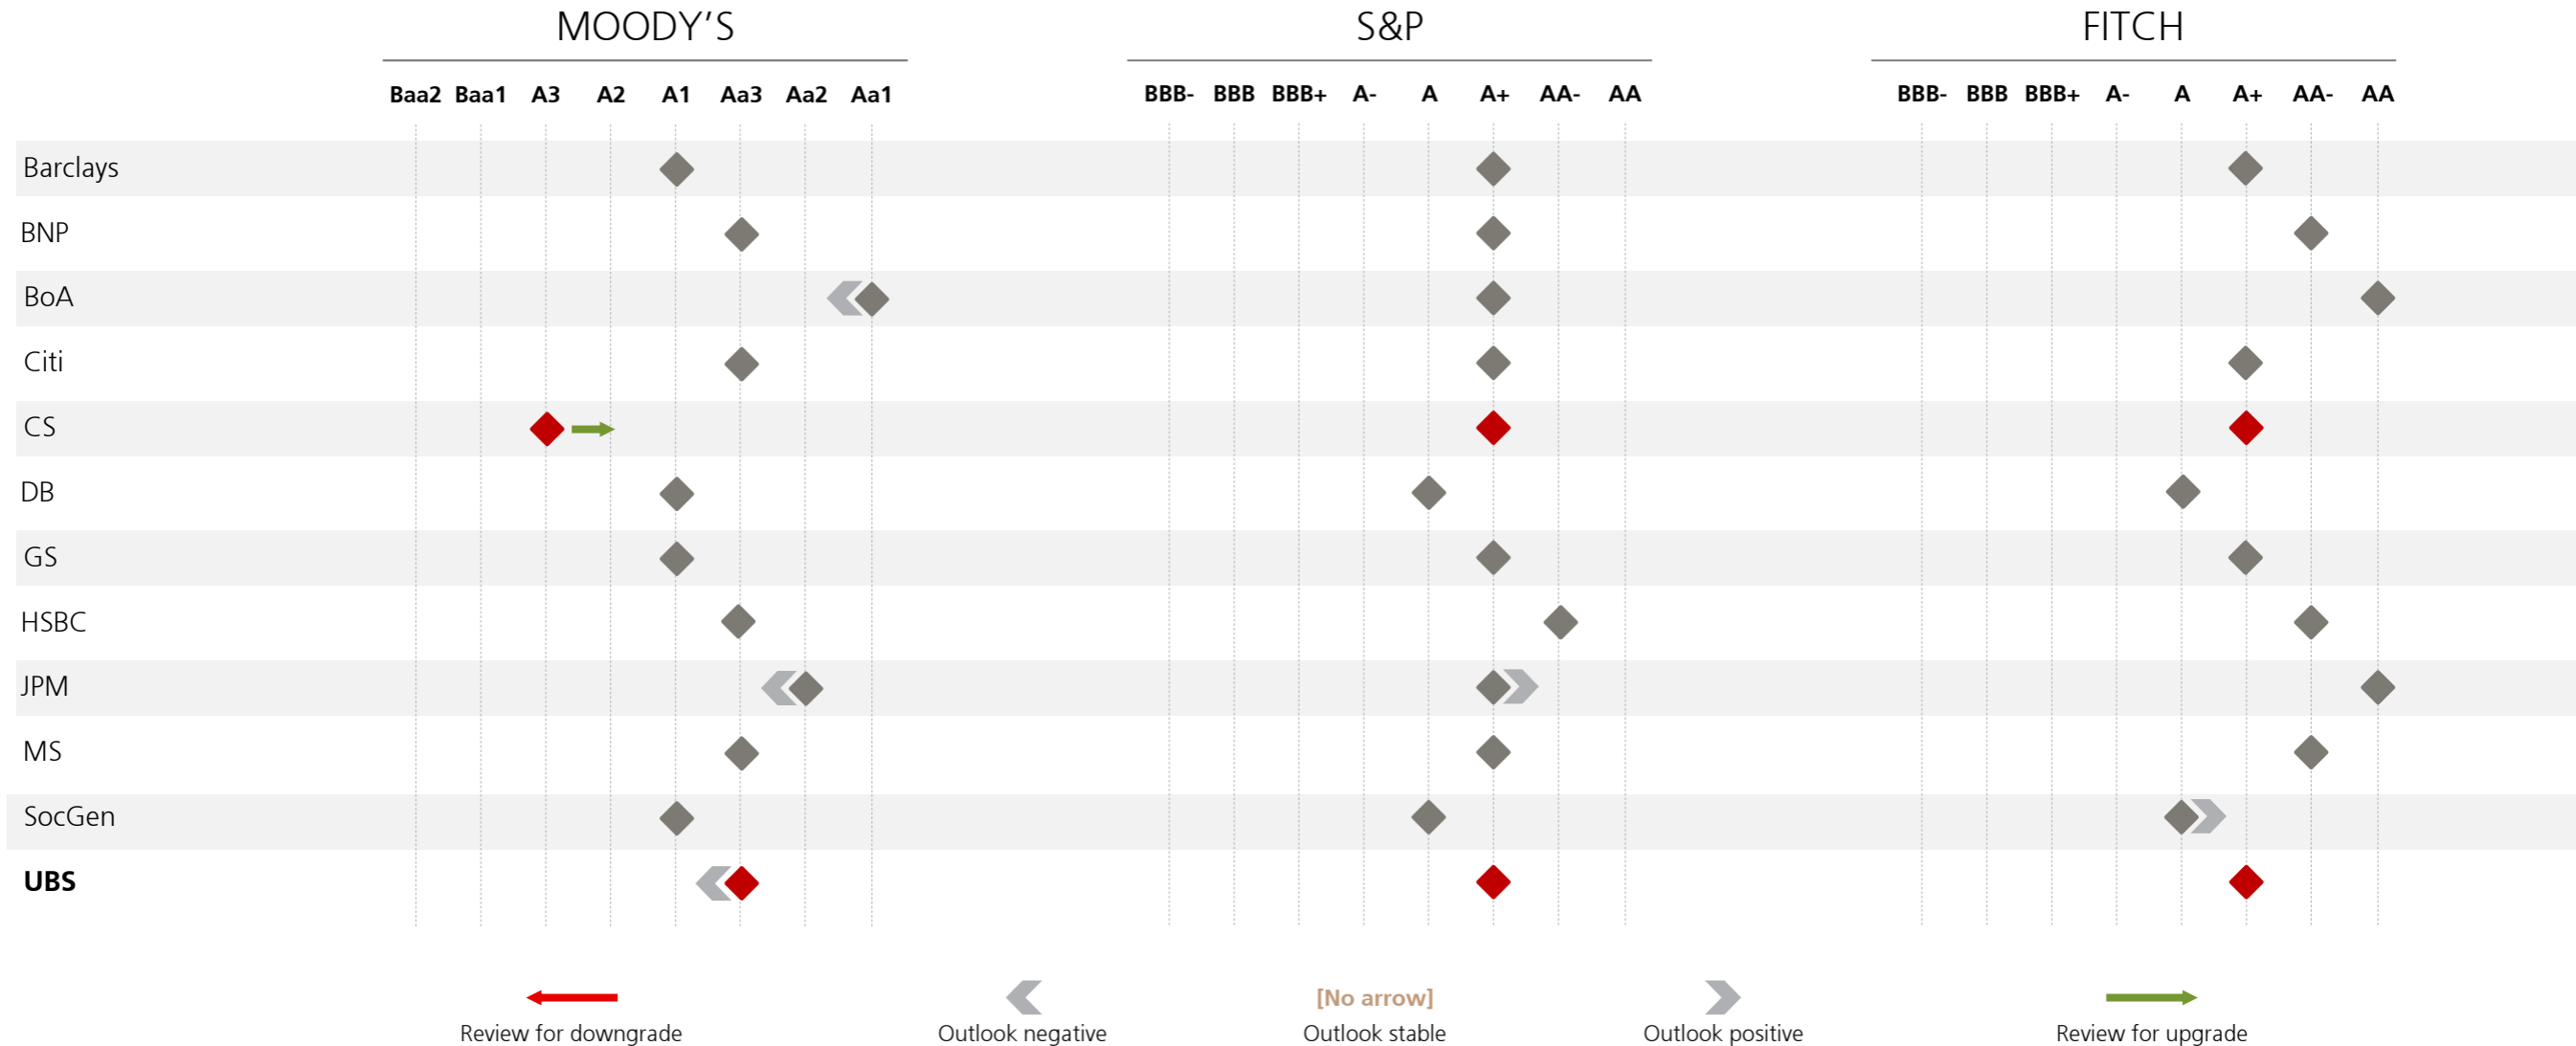 MOODY’S S&P FITCH
Baa2 Baa1 A3 A2 A1 Aa3 Aa2 Aa1 BBB- BBB BBB+ A- A A+ AA- AA BBB- BBB BBB+ A- A A+ AA- AA
Barclays
BNP
BoA
Citi
CS
DB
GS
HSBC
JPM
MS
SocGen
UBS
[No arrow]
Review for downgrade Outlook negative Outlook stable Outlook positive Review for upgrade